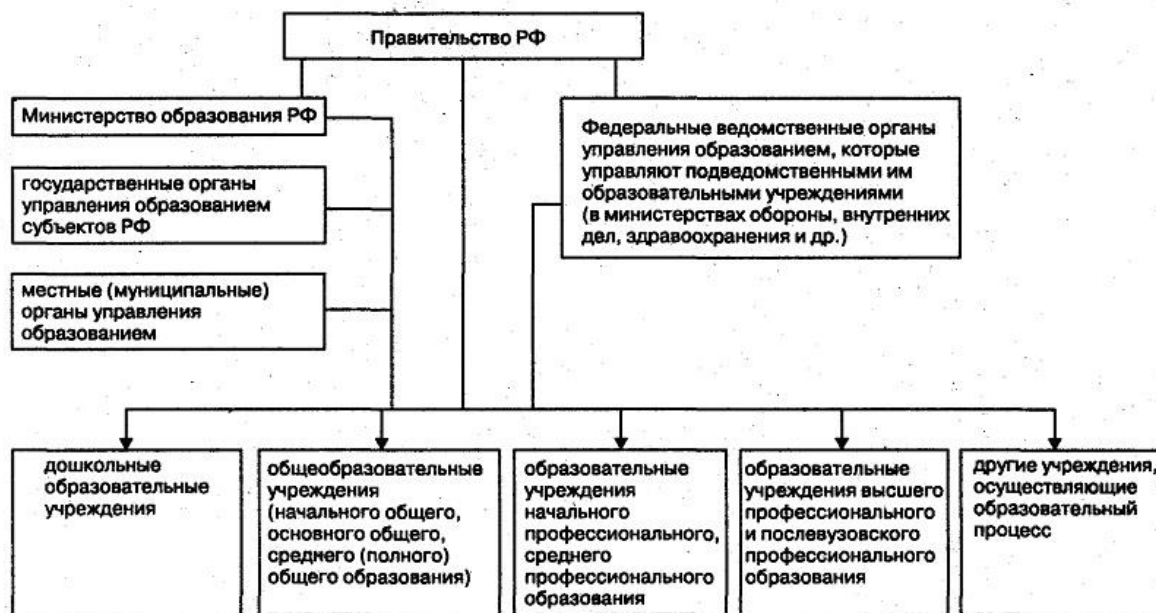 Правительство РФ
Министерство образования РФ
государственные органы
управления образованием
субъектов РФ
местные (муниципальные)
органы управления
образованием
Федеральные ведомственные органы
управления образованием, которые
управляют подведомственными им
образовательными учреждениями
(в министерствах обороны, внутренних
дел, здравоохранения и др.)
дошкольные
образовательные
учреждения
общеобразовательные
учреждения
(начального общего,
основного общего,
среднего (полного)
общего образования)
образовательные
учреждения
начального
профессионального,
среднего
профессионального
образования
образовательные
учреждения высшего
профессионального
и послевузовского
профессионального
образования
другие учреждения,
осуществляющие
образовательный
процесс